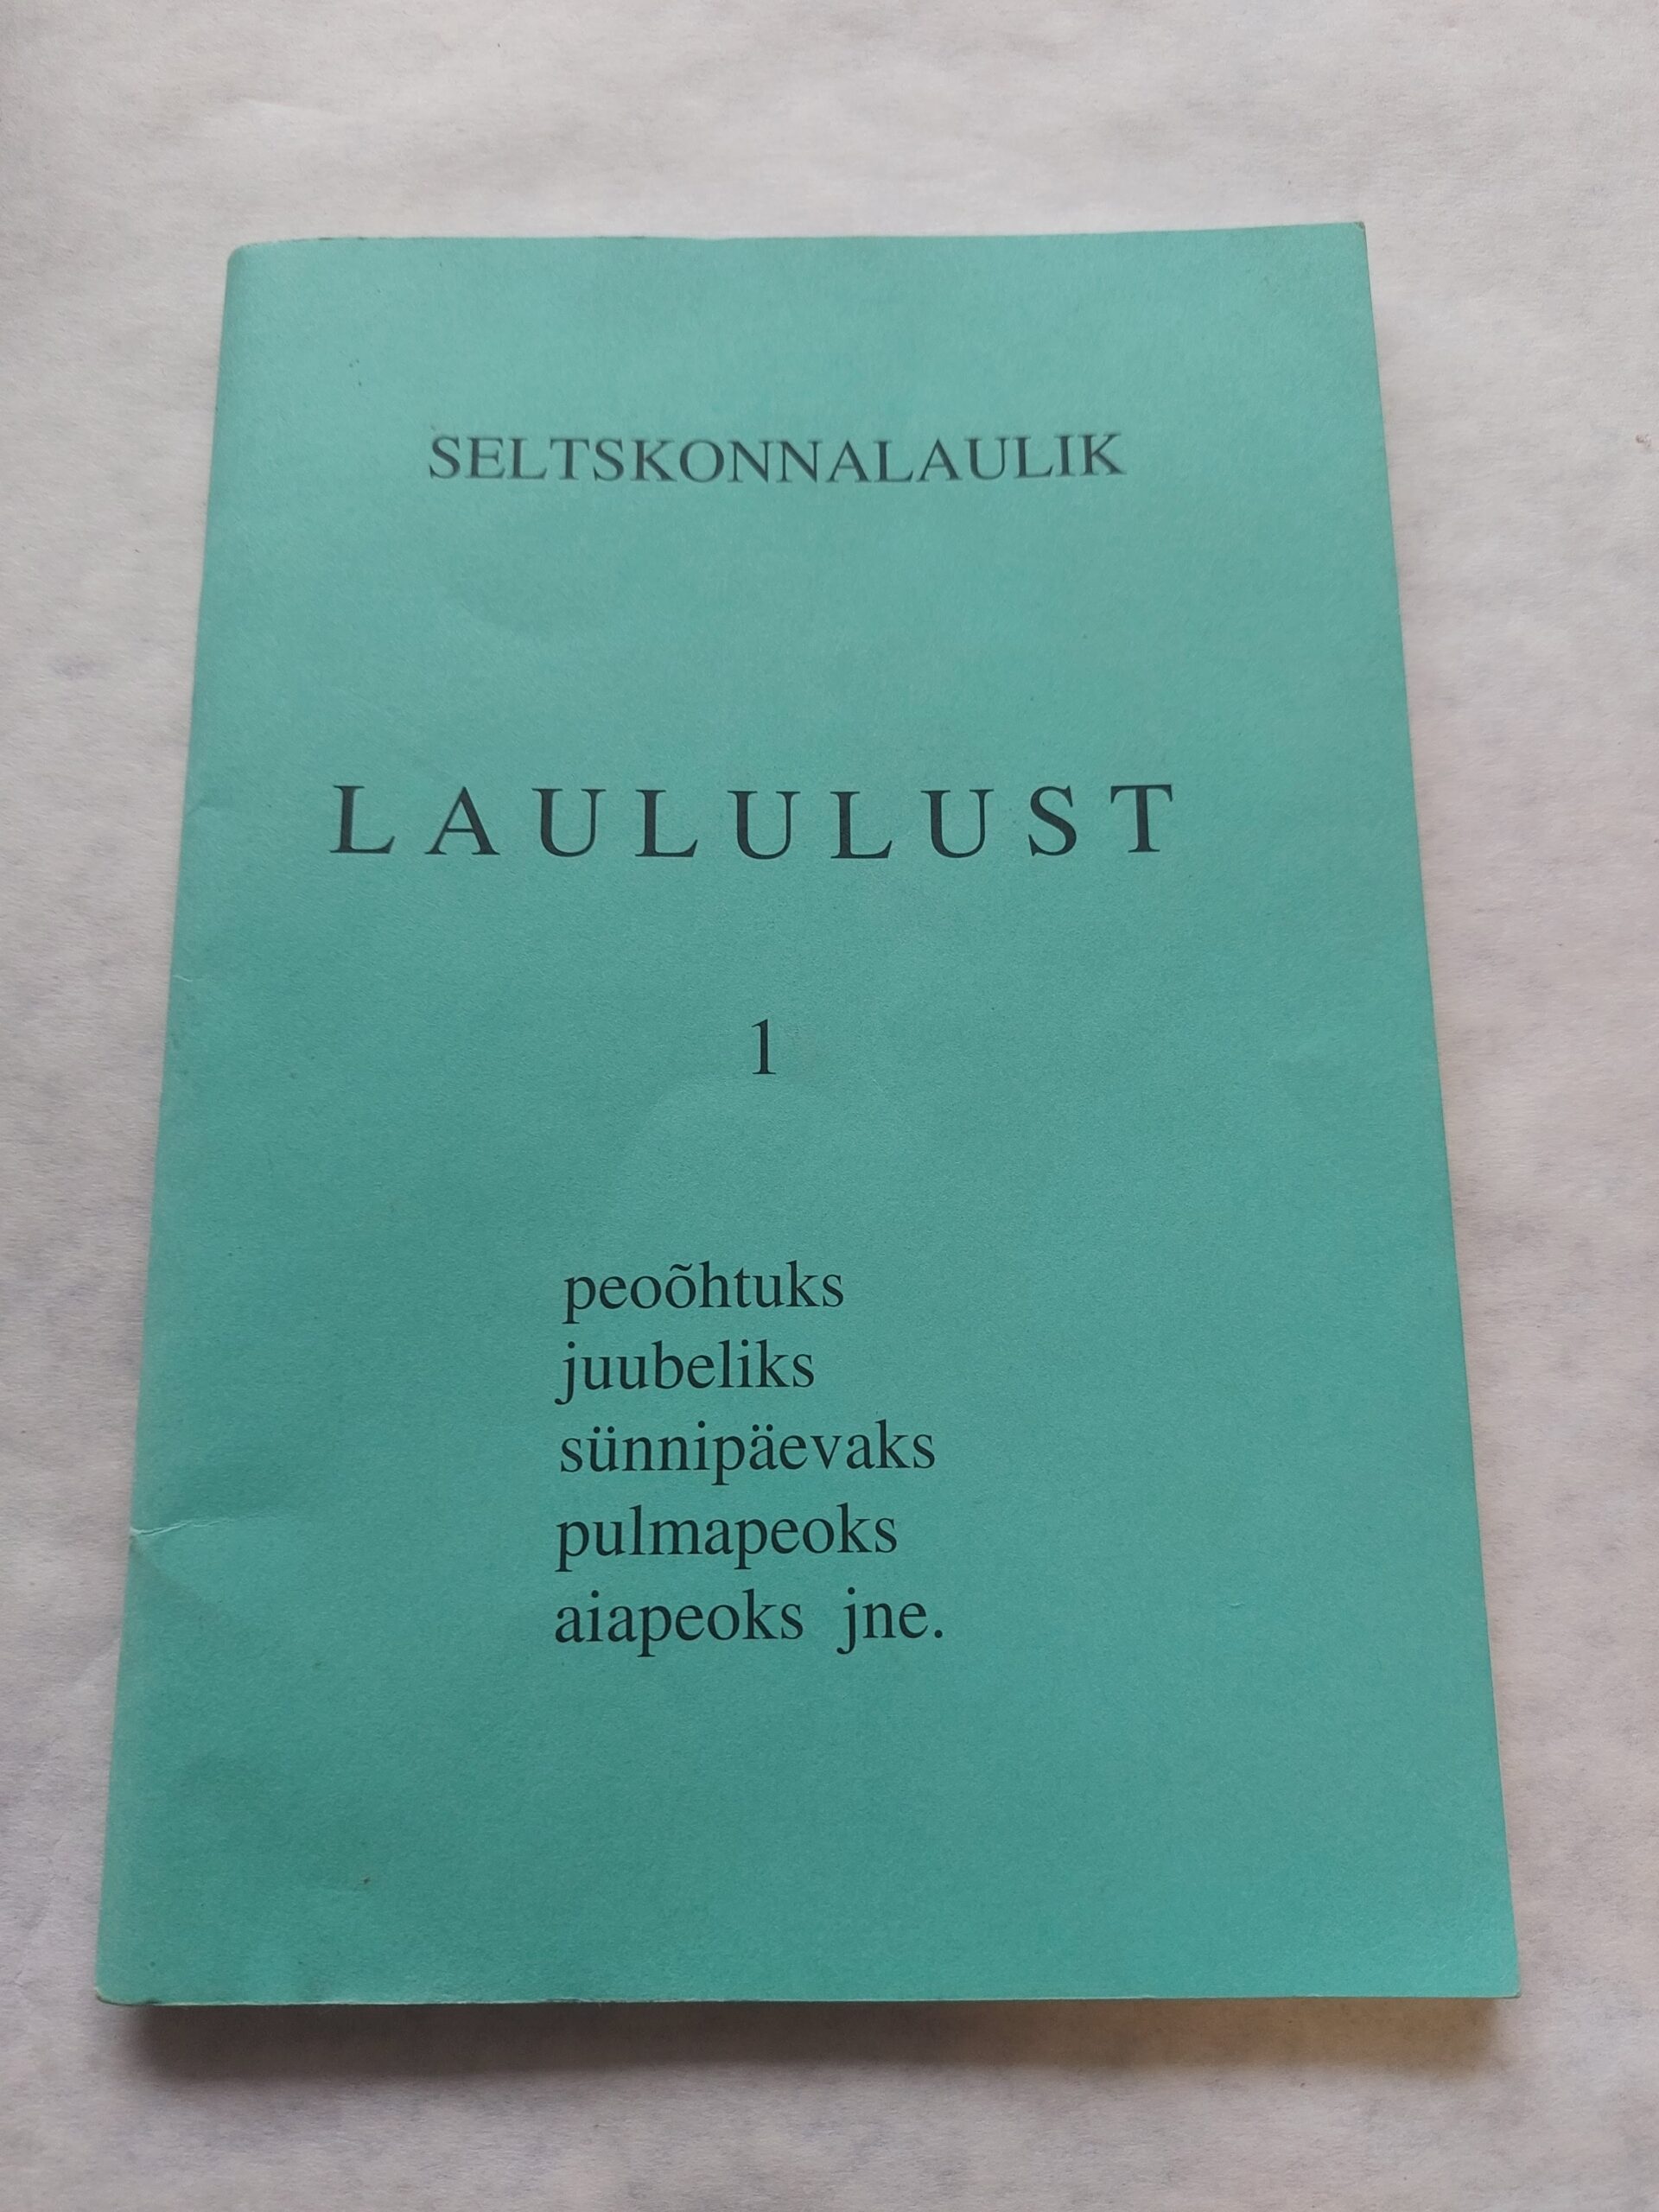 SELTSKONNALAULIK
LAULULUST
1
peoõhtuks
juubeliks
sünnipäevaks
pulmapeoks
aiapeoks jne.